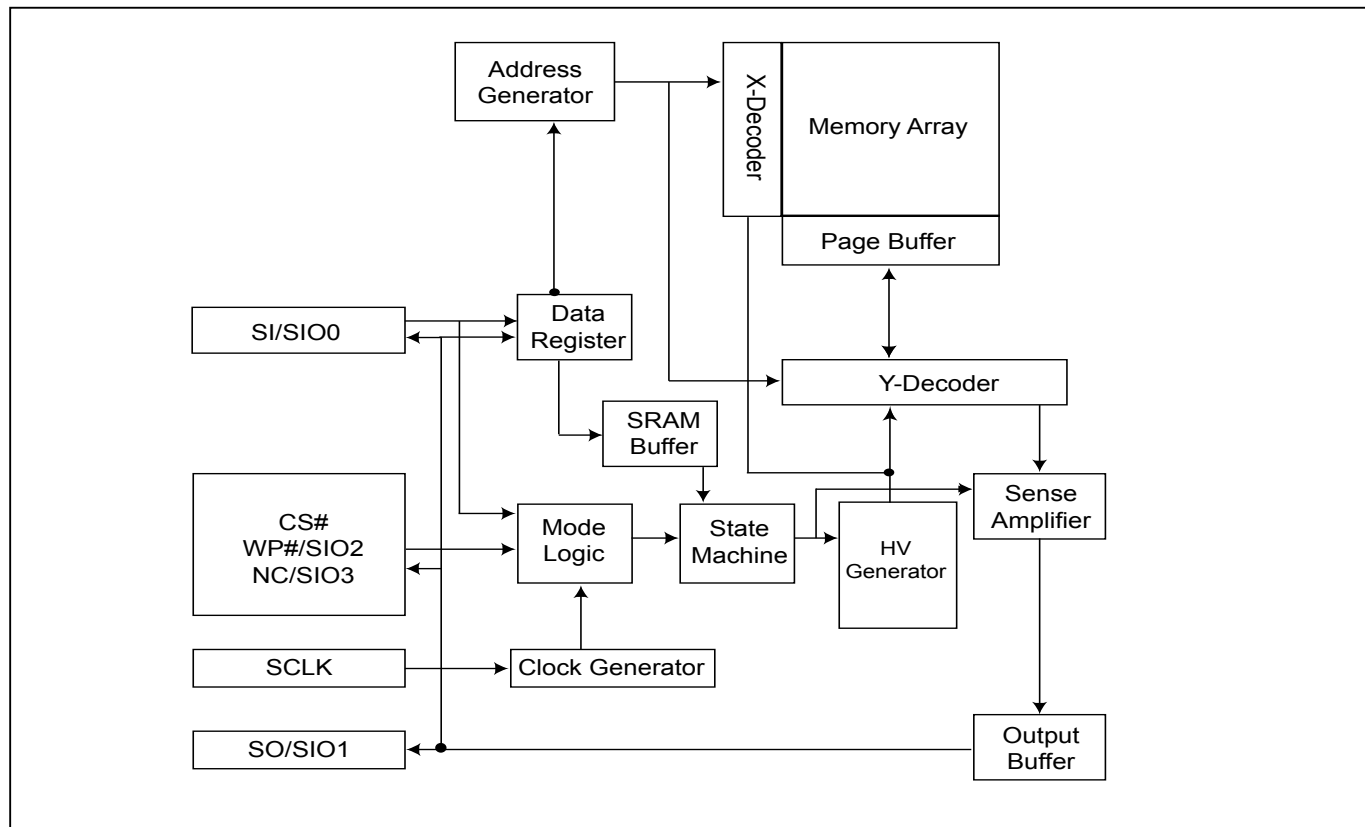 Address
Generator
X-Decoder
Memory Array
Page Buffer
SI/SIO0
Data
Register
Y-Decoder
SRAM
Buffer
CS#
WP#/SIO2
NC/SIO3
Mode
Logic
State
Machine
HV
Generator
Sense
Amplifier
SCLK
Clock Generator
SO/SIO1
Output
Buffer